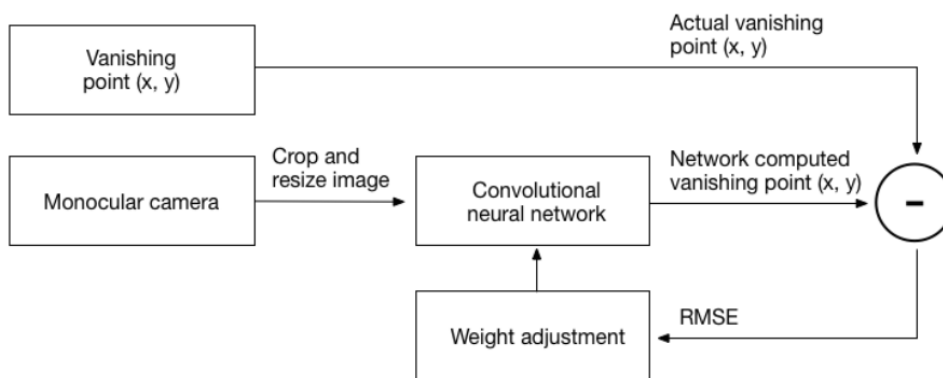 Actual vanishing
point (x, y)
Vanishing
point (x, y)
Crop and
resize image
Network computed
vanishing point (x, y)
Monocular camera
Convolutional
neural network
-
RMSE
Weight adjustment